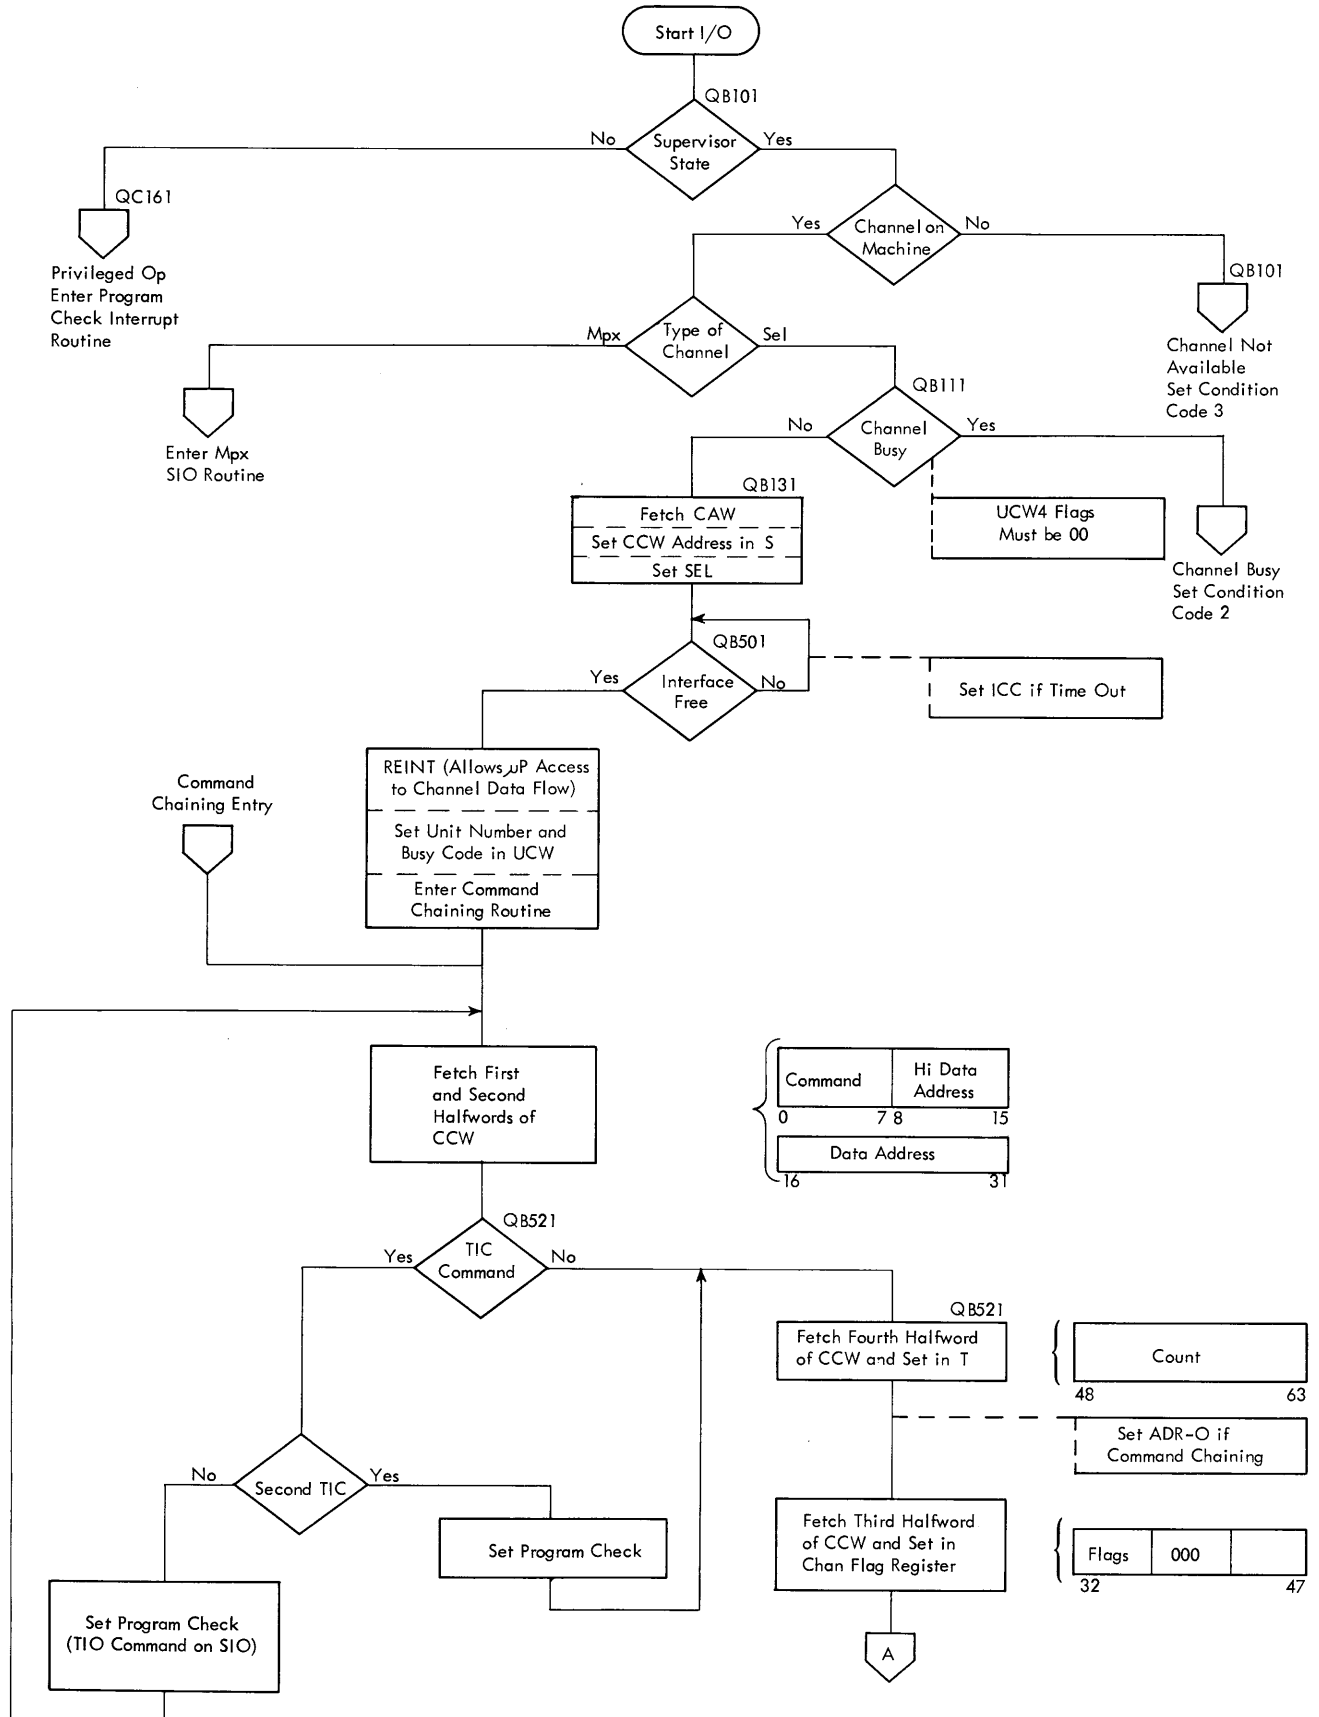 Start I/O
QB101
Supervisor
State
No
Yes
QC161
Privileged Op
Enter Program
Check Interrupt
Routine
Channel on
Machine
Yes
No
QB101
Channel Not
Available
Set Condition
Code 3
Type of
Channel
Mpx
Sel
Enter Mpx
SIO Routine
QB111
Channel
Busy
No
Yes
UCW4 Flags
Must be 00
Channel Busy
Set Condition
Code 2
QB131
Fetch CAW
Set CCW Address in S
Set SEL
QB501
Interface
Free
Yes
No
Set ICC if Time Out
REINT (Allows μP Access
to Channel Data Flow)
Set Unit Number and
Busy Code in UCW
Enter Command
Chaining Routine
Command
Chaining Entry
Fetch First
and Second
Halfwords of
CCW
Command
Hi Data
Address
0
7
8
15
Data Address
16
31
QB521
TIC
Command
Yes
No
QB521
Fetch Fourth Halfword
of CCW and Set in T
Count
48
63
Set ADR-O if
Command Chaining
Second TIC
No
Yes
Set Program Check
Fetch Third Halfword
of CCW and Set in
Chan Flag Register
Flags
000
32
47
Set Program Check
(TIO Command on SIO)
A